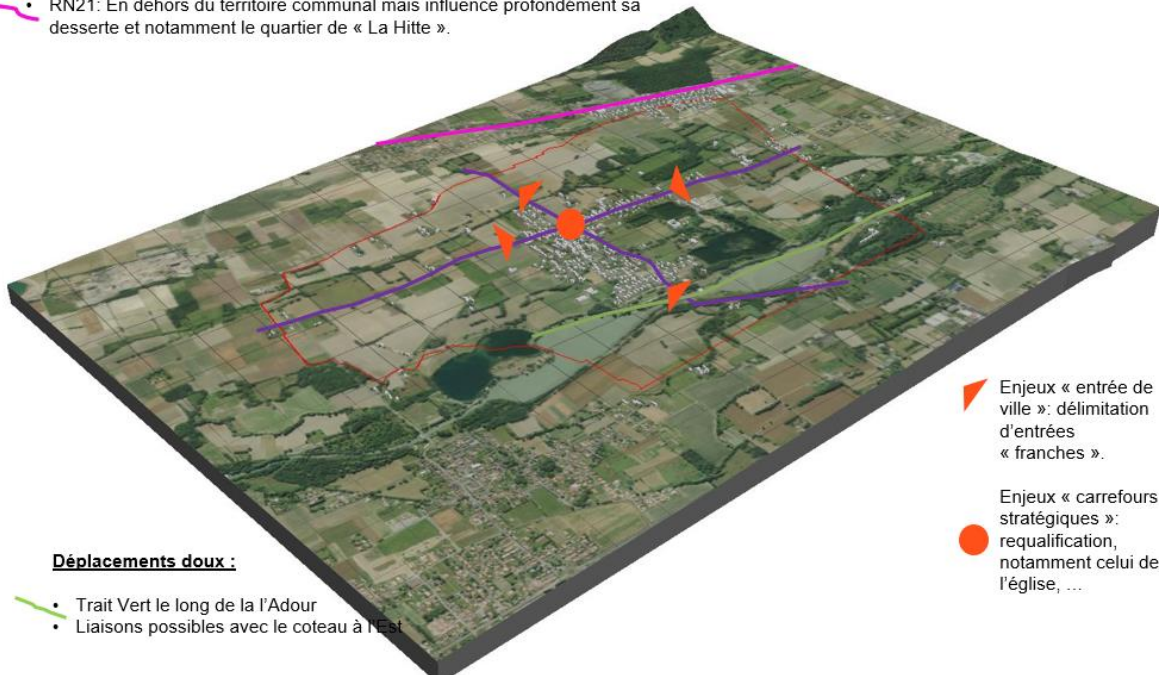 • RN21: En dehors du territoire communal mais influence profondément sa
desserte et notamment le quartier de « La Hitte ».
Enjeux « entrée de
ville »: délimitation
d'entrées
« franches ».
Enjeux « carrefours
stratégiques »:
requalification,
notamment celui de
l'église, ...
Déplacements doux :
• Trait Vert le long de la l'Adour
• Liaisons possibles avec le coteau à l'Est